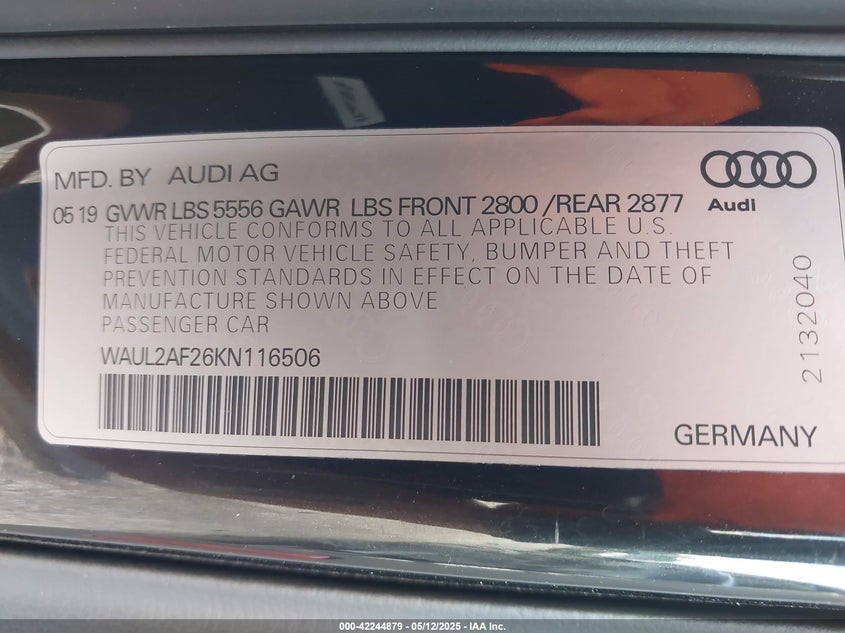 MFD. BY AUDI AG
Audi
05 19 GVWR LBS 5556 GAWR LBS FRONT 2800 /REAR 2877
THIS VEHICLE CONFORMS TO ALL APPLICABLE U.S.
FEDERAL MOTOR VEHICLE SAFETY, BUMPER AND THEFT
PREVENTION STANDARDS IN EFFECT ON THE DATE OF
MANUFACTURE SHOWN ABOVE
PASSENGER CAR
WAUL2AF26KN116506
GERMANY
2132040
000-42244879 - 05/12/2025 - IAA Inc.